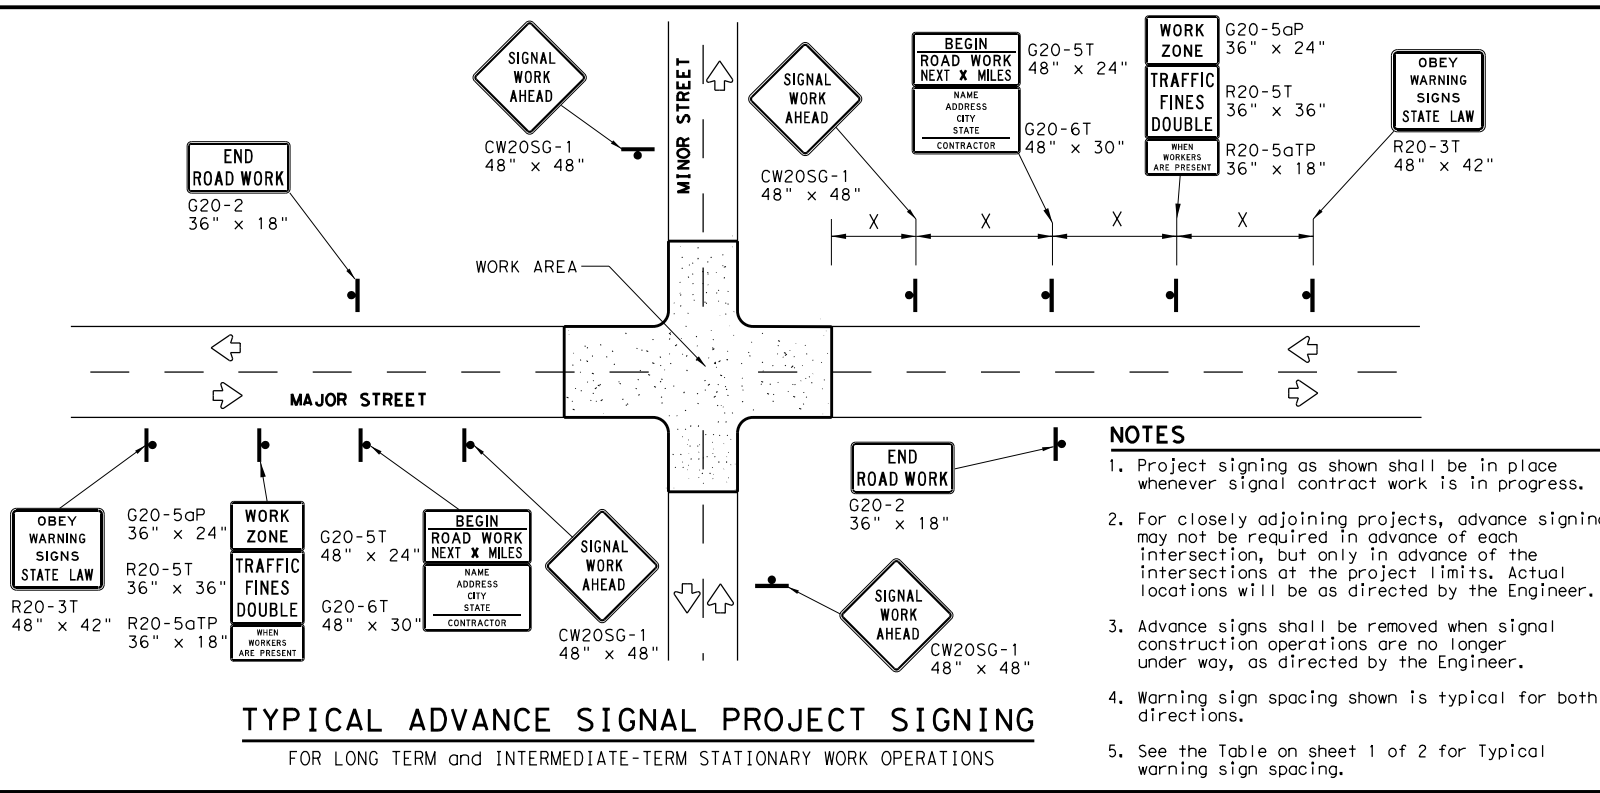 SIGNAL
WORK
AHEAD
CW20SG-1
48" x 48"
END
ROAD WORK
G20-2
36" x 18"
MINOR STREET
SIGNAL
WORK
AHEAD
CW20SG-1
48" x 48"
BEGIN
ROAD WORK
NEXT X MILES
NAME
ADDRESS
CITY
STATE
CONTRACTOR
G20-5T
48" x 24"
G20-6T
48" x 30"
WORK
ZONE
TRAFFIC
FINES
DOUBLE
WHEN
WORKERS
ARE PRESENT
G20-5aP
36" x 24"
R20-5T
36" x 36"
R20-5aTP
36" x 18"
OBEY
WARNING
SIGNS
STATE LAW
R20-3T
48" x 42"
X X X X
WORK AREA
MAJOR STREET
OBEY
WARNING
SIGNS
STATE LAW
R20-3T
48" x 42"
G20-5aP
36" x 24"
R20-5T
36" x 36"
R20-5aTP
36" x 18"
WORK
ZONE
TRAFFIC
FINES
DOUBLE
WHEN
WORKERS
ARE PRESENT
G20-5T
48" x 24"
G20-6T
48" x 30"
BEGIN
ROAD WORK
NEXT X MILES
NAME
ADDRESS
CITY
STATE
CONTRACTOR
SIGNAL
WORK
AHEAD
CW20SG-1
48" x 48"
END
ROAD WORK
G20-2
36" x 18"
SIGNAL
WORK
AHEAD
CW20SG-1
48" x 48"
TYPICAL ADVANCE SIGNAL PROJECT SIGNING
FOR LONG TERM and INTERMEDIATE-TERM STATIONARY WORK OPERATIONS
NOTES
1. Project signing as shown shall be in place
whenever signal contract work is in progress.
2. For closely adjoining projects, advance signing
may not be required in advance of each
intersection, but only in advance of the
intersections at the project limits. Actual
locations will be as directed by the Engineer.
3. Advance signs shall be removed when signal
construction operations are no longer
under way, as directed by the Engineer.
4. Warning sign spacing shown is typical for both
directions.
5. See the Table on sheet 1 of 2 for Typical
warning sign spacing.